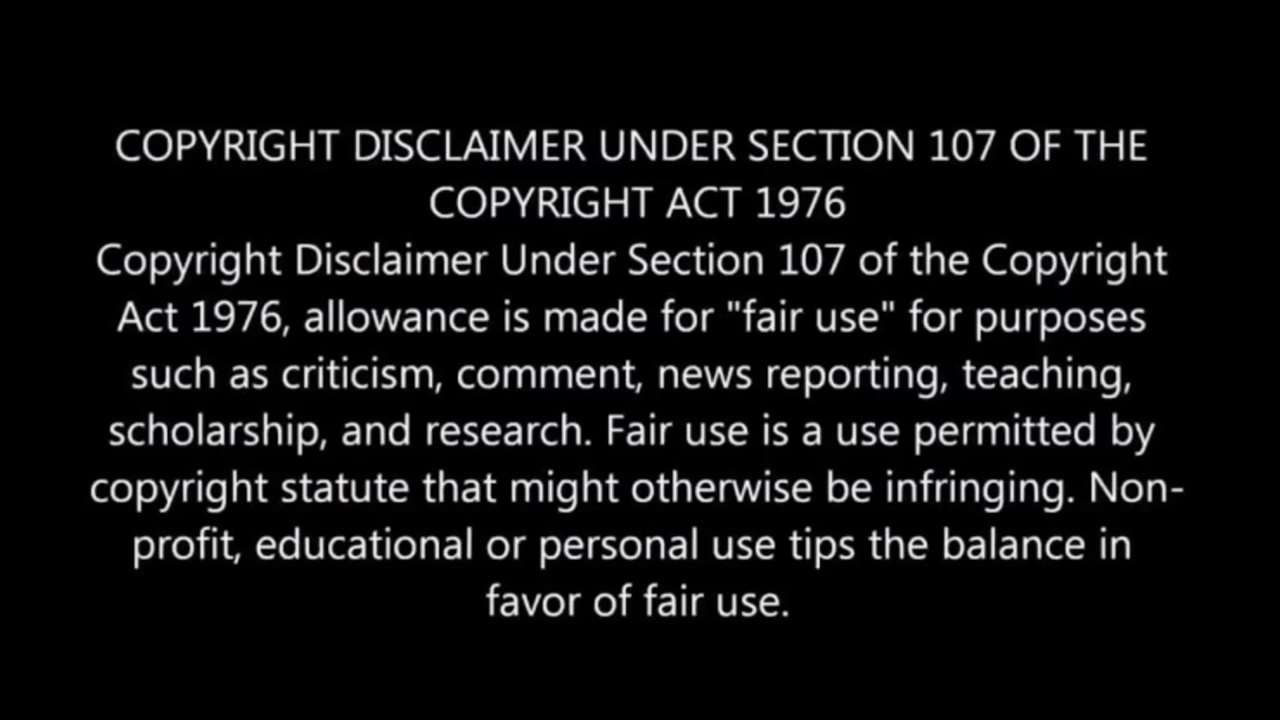 COPYRIGHT DISCLAIMER UNDER SECTION 107 OF THE
COPYRIGHT ACT 1976
Copyright Disclaimer Under Section 107 of the Copyright
Act 1976, allowance is made for "fair use" for purposes
such as criticism, comment, news reporting, teaching,
scholarship, and research. Fair use is a use permitted by
copyright statute that might otherwise be infringing. Non-
profit, educational or personal use tips the balance in
favor of fair use.